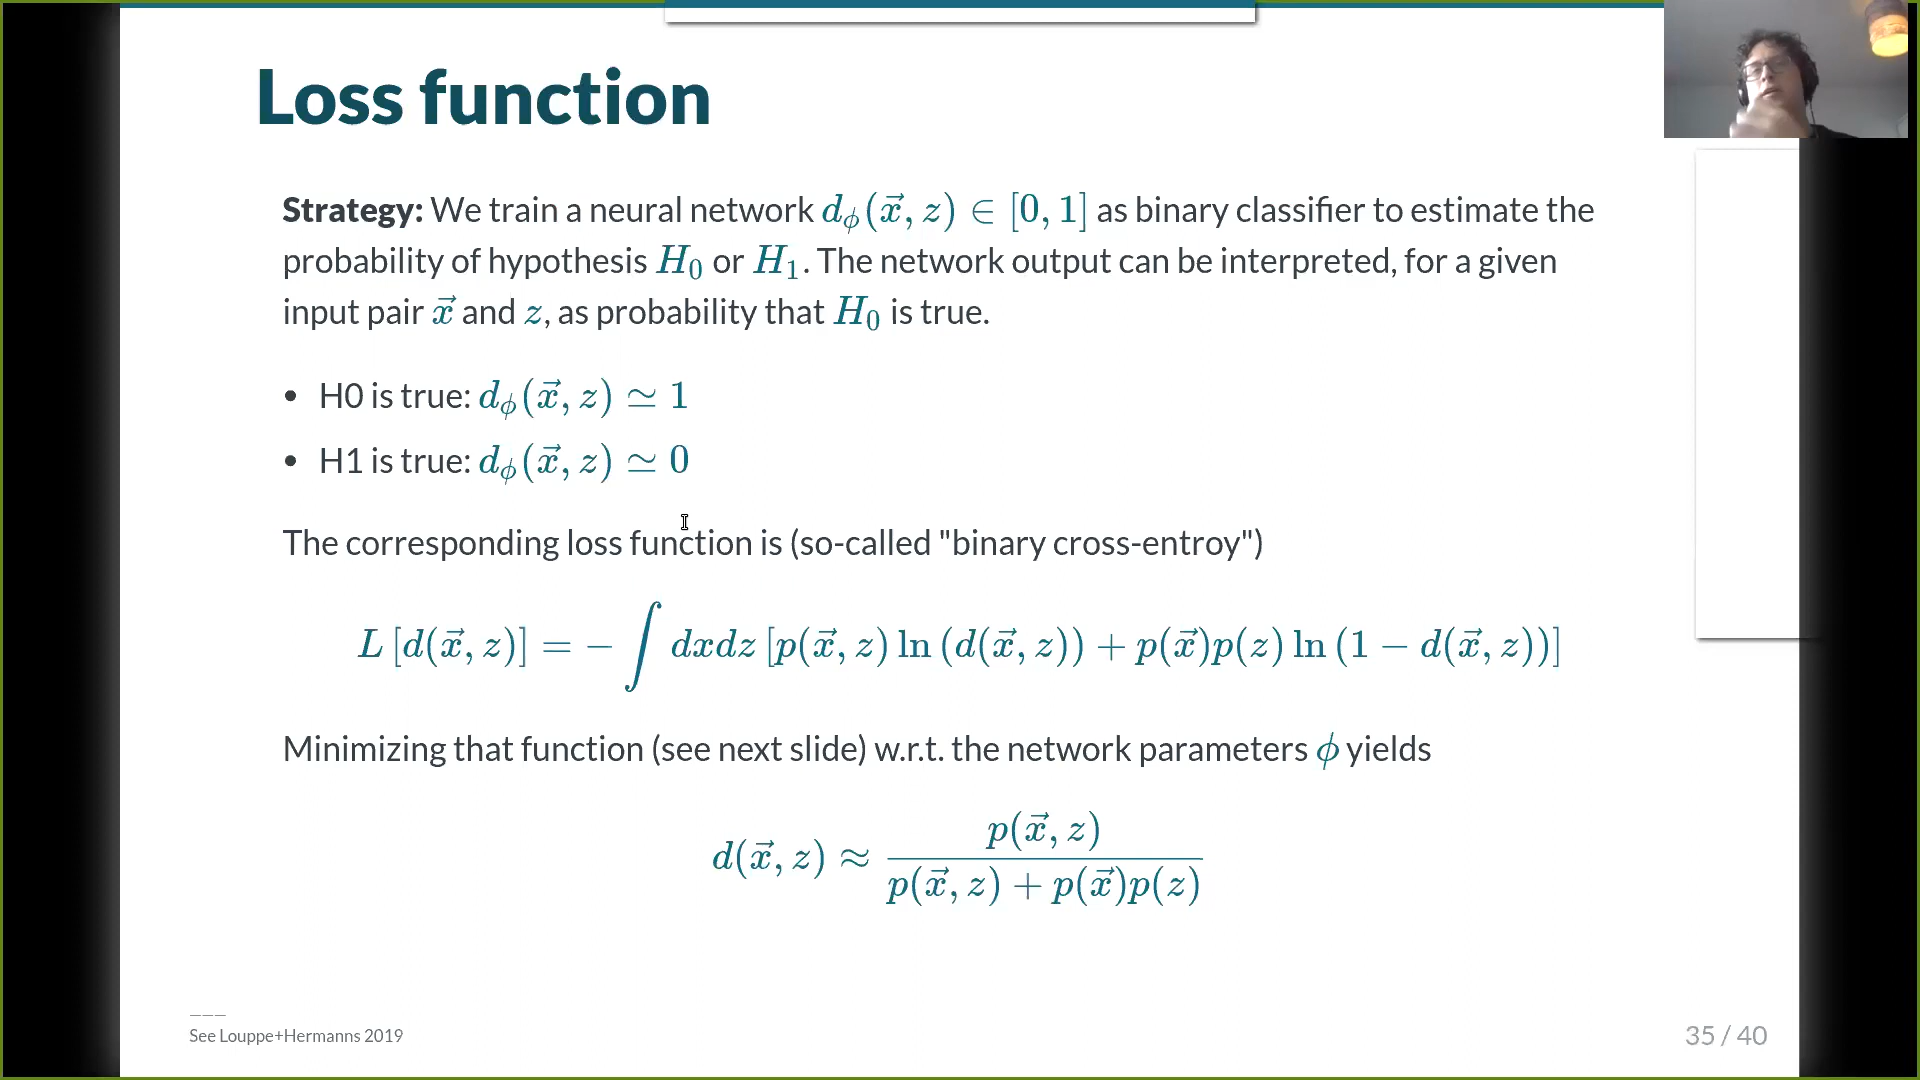 Loss function
Strategy: We train a neural network d_ϕ(x⃗, z) ∈ [0, 1] as binary classifier to estimate the
probability of hypothesis H₀ or H₁. The network output can be interpreted, for a given
input pair x⃗ and z, as probability that H₀ is true.
• H0 is true: d_ϕ(x⃗, z) ≃ 1
• H1 is true: d_ϕ(x⃗, z) ≃ 0
The corresponding loss function is (so-called "binary cross-entroy")
L [d(x⃗, z)] = − ∫ dxdz [p(x⃗, z) ln (d(x⃗, z)) + p(x⃗)p(z) ln (1 − d(x⃗, z))]
Minimizing that function (see next slide) w.r.t. the network parameters ϕ yields
d(x⃗, z) ≈ p(x⃗, z) / (p(x⃗, z) + p(x⃗)p(z))
See Louppe+Hermanns 2019
35 / 40